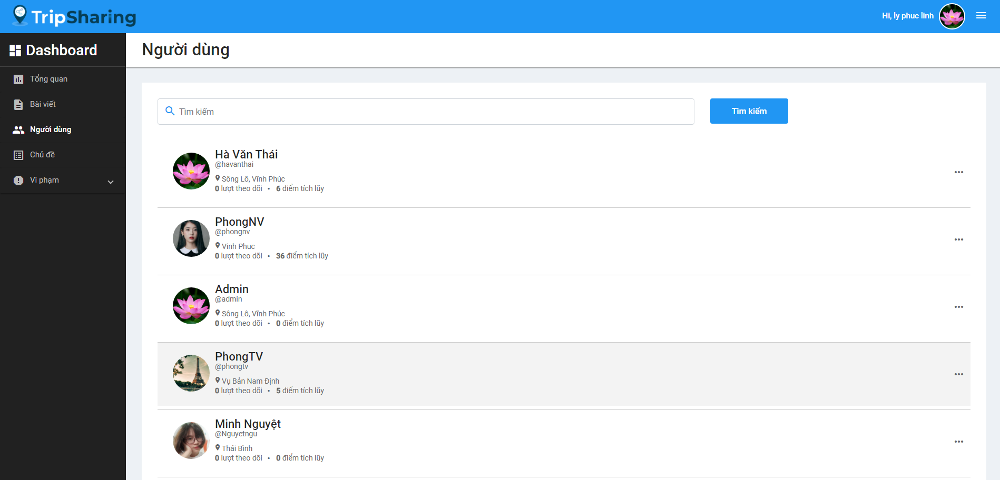 TripSharing
Hi, ly phuc linh
Dashboard
Tổng quan
Bài viết
Người dùng
Chủ đề
Vi phạm
Người dùng
Tìm kiếm
Tìm kiếm
Hà Văn Thái
@havanthai
Sông Lô, Vĩnh Phúc
0 lượt theo dõi • 6 điểm tích lũy
PhongNV
@phongnv
Vinh Phuc
0 lượt theo dõi • 36 điểm tích lũy
Admin
@admin
Sông Lô, Vĩnh Phúc
0 lượt theo dõi • 0 điểm tích lũy
PhongTV
@phongtv
Vụ Bản Nam Định
0 lượt theo dõi • 5 điểm tích lũy
Minh Nguyệt
@Nguyetngu
Thái Bình
0 lượt theo dõi • 0 điểm tích lũy